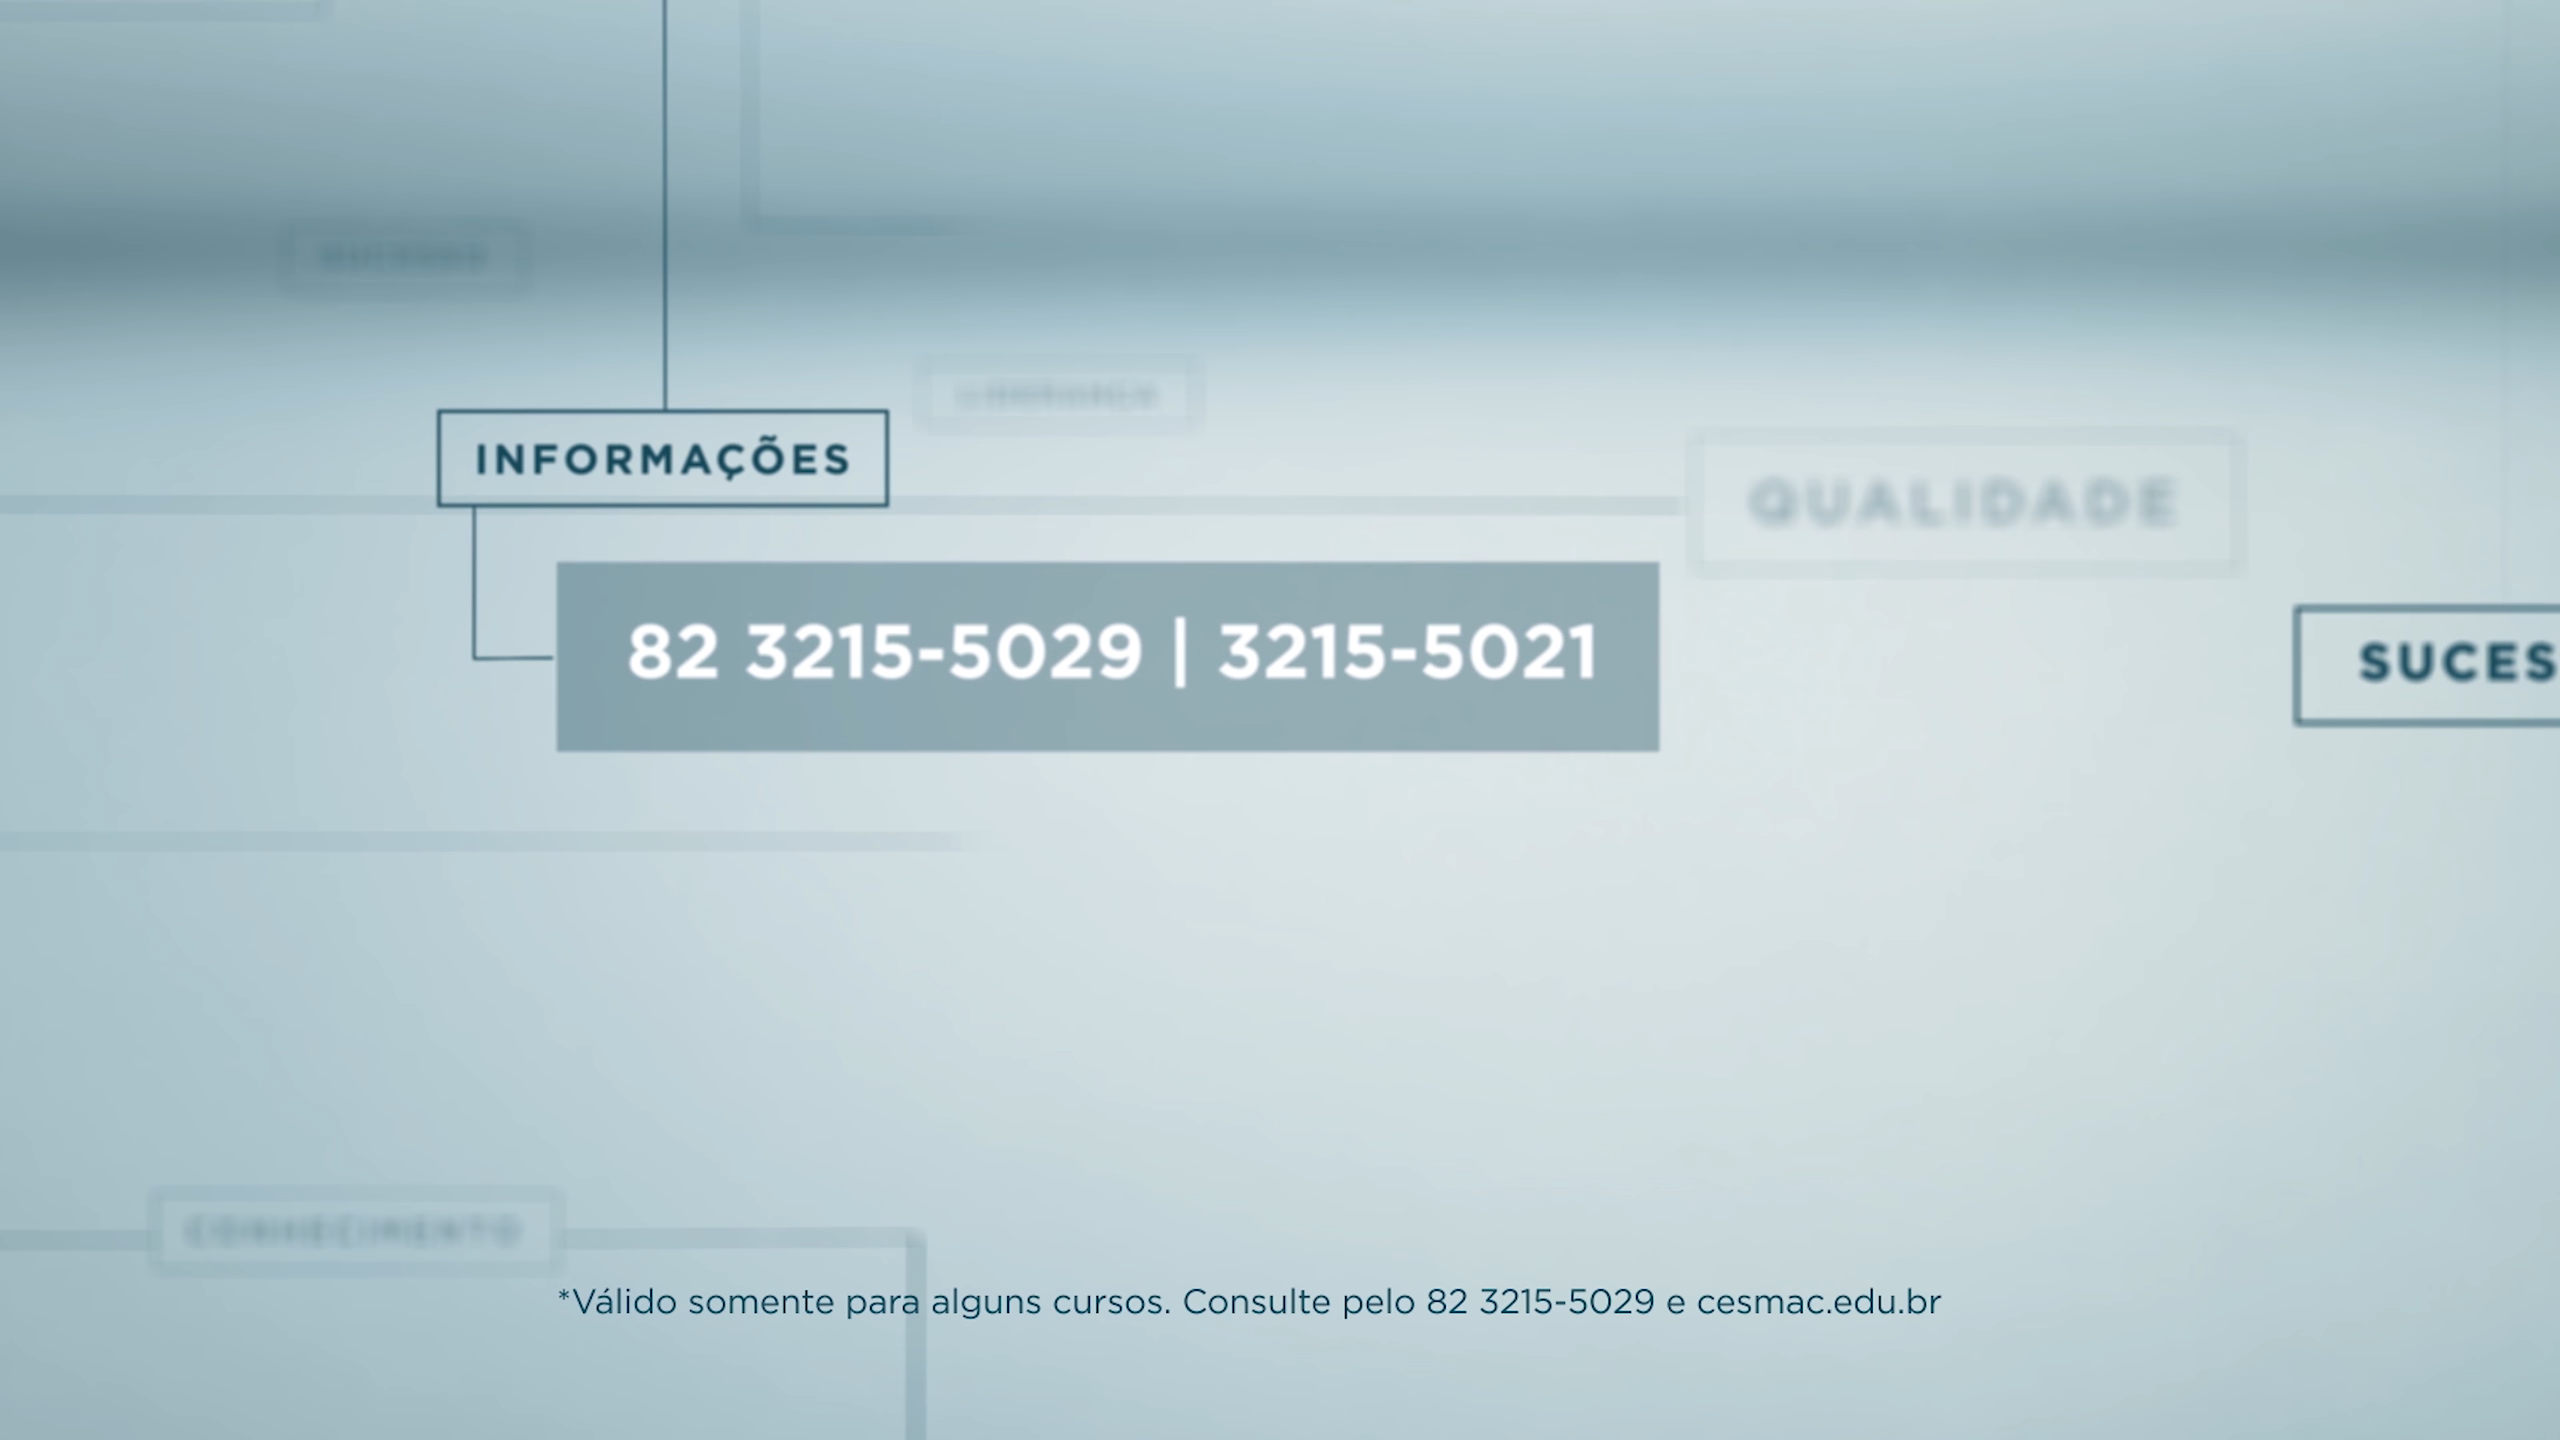 INFORMAÇÕES
QUALIDADE
82 3215-5029 | 3215-5021
SUCES
CONHECIMENTO
*Válido somente para alguns cursos. Consulte pelo 82 3215-5029 e cesmac.edu.br